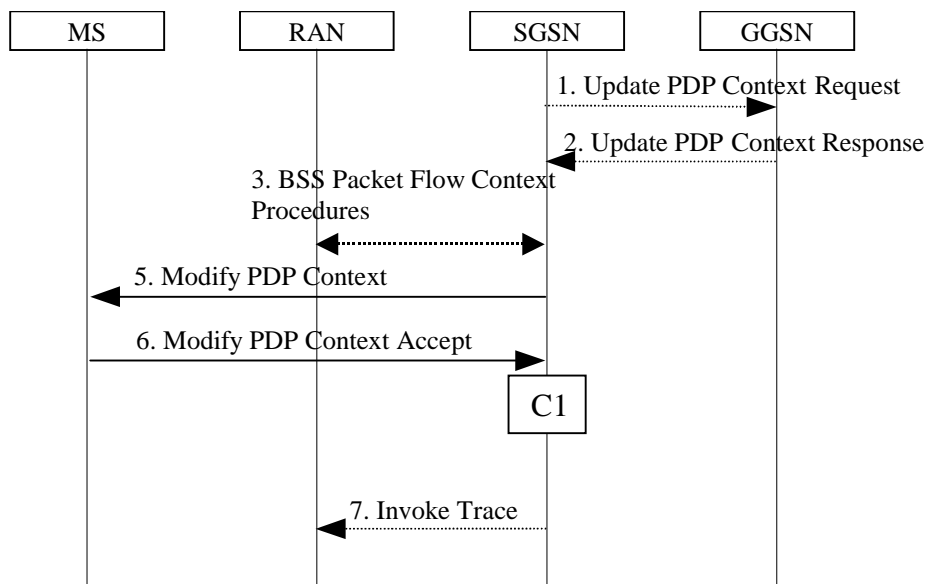 MS
RAN
SGSN
GGSN
1. Update PDP Context Request
2. Update PDP Context Response
3. BSS Packet Flow Context
Procedures
5. Modify PDP Context
6. Modify PDP Context Accept
C1
7. Invoke Trace